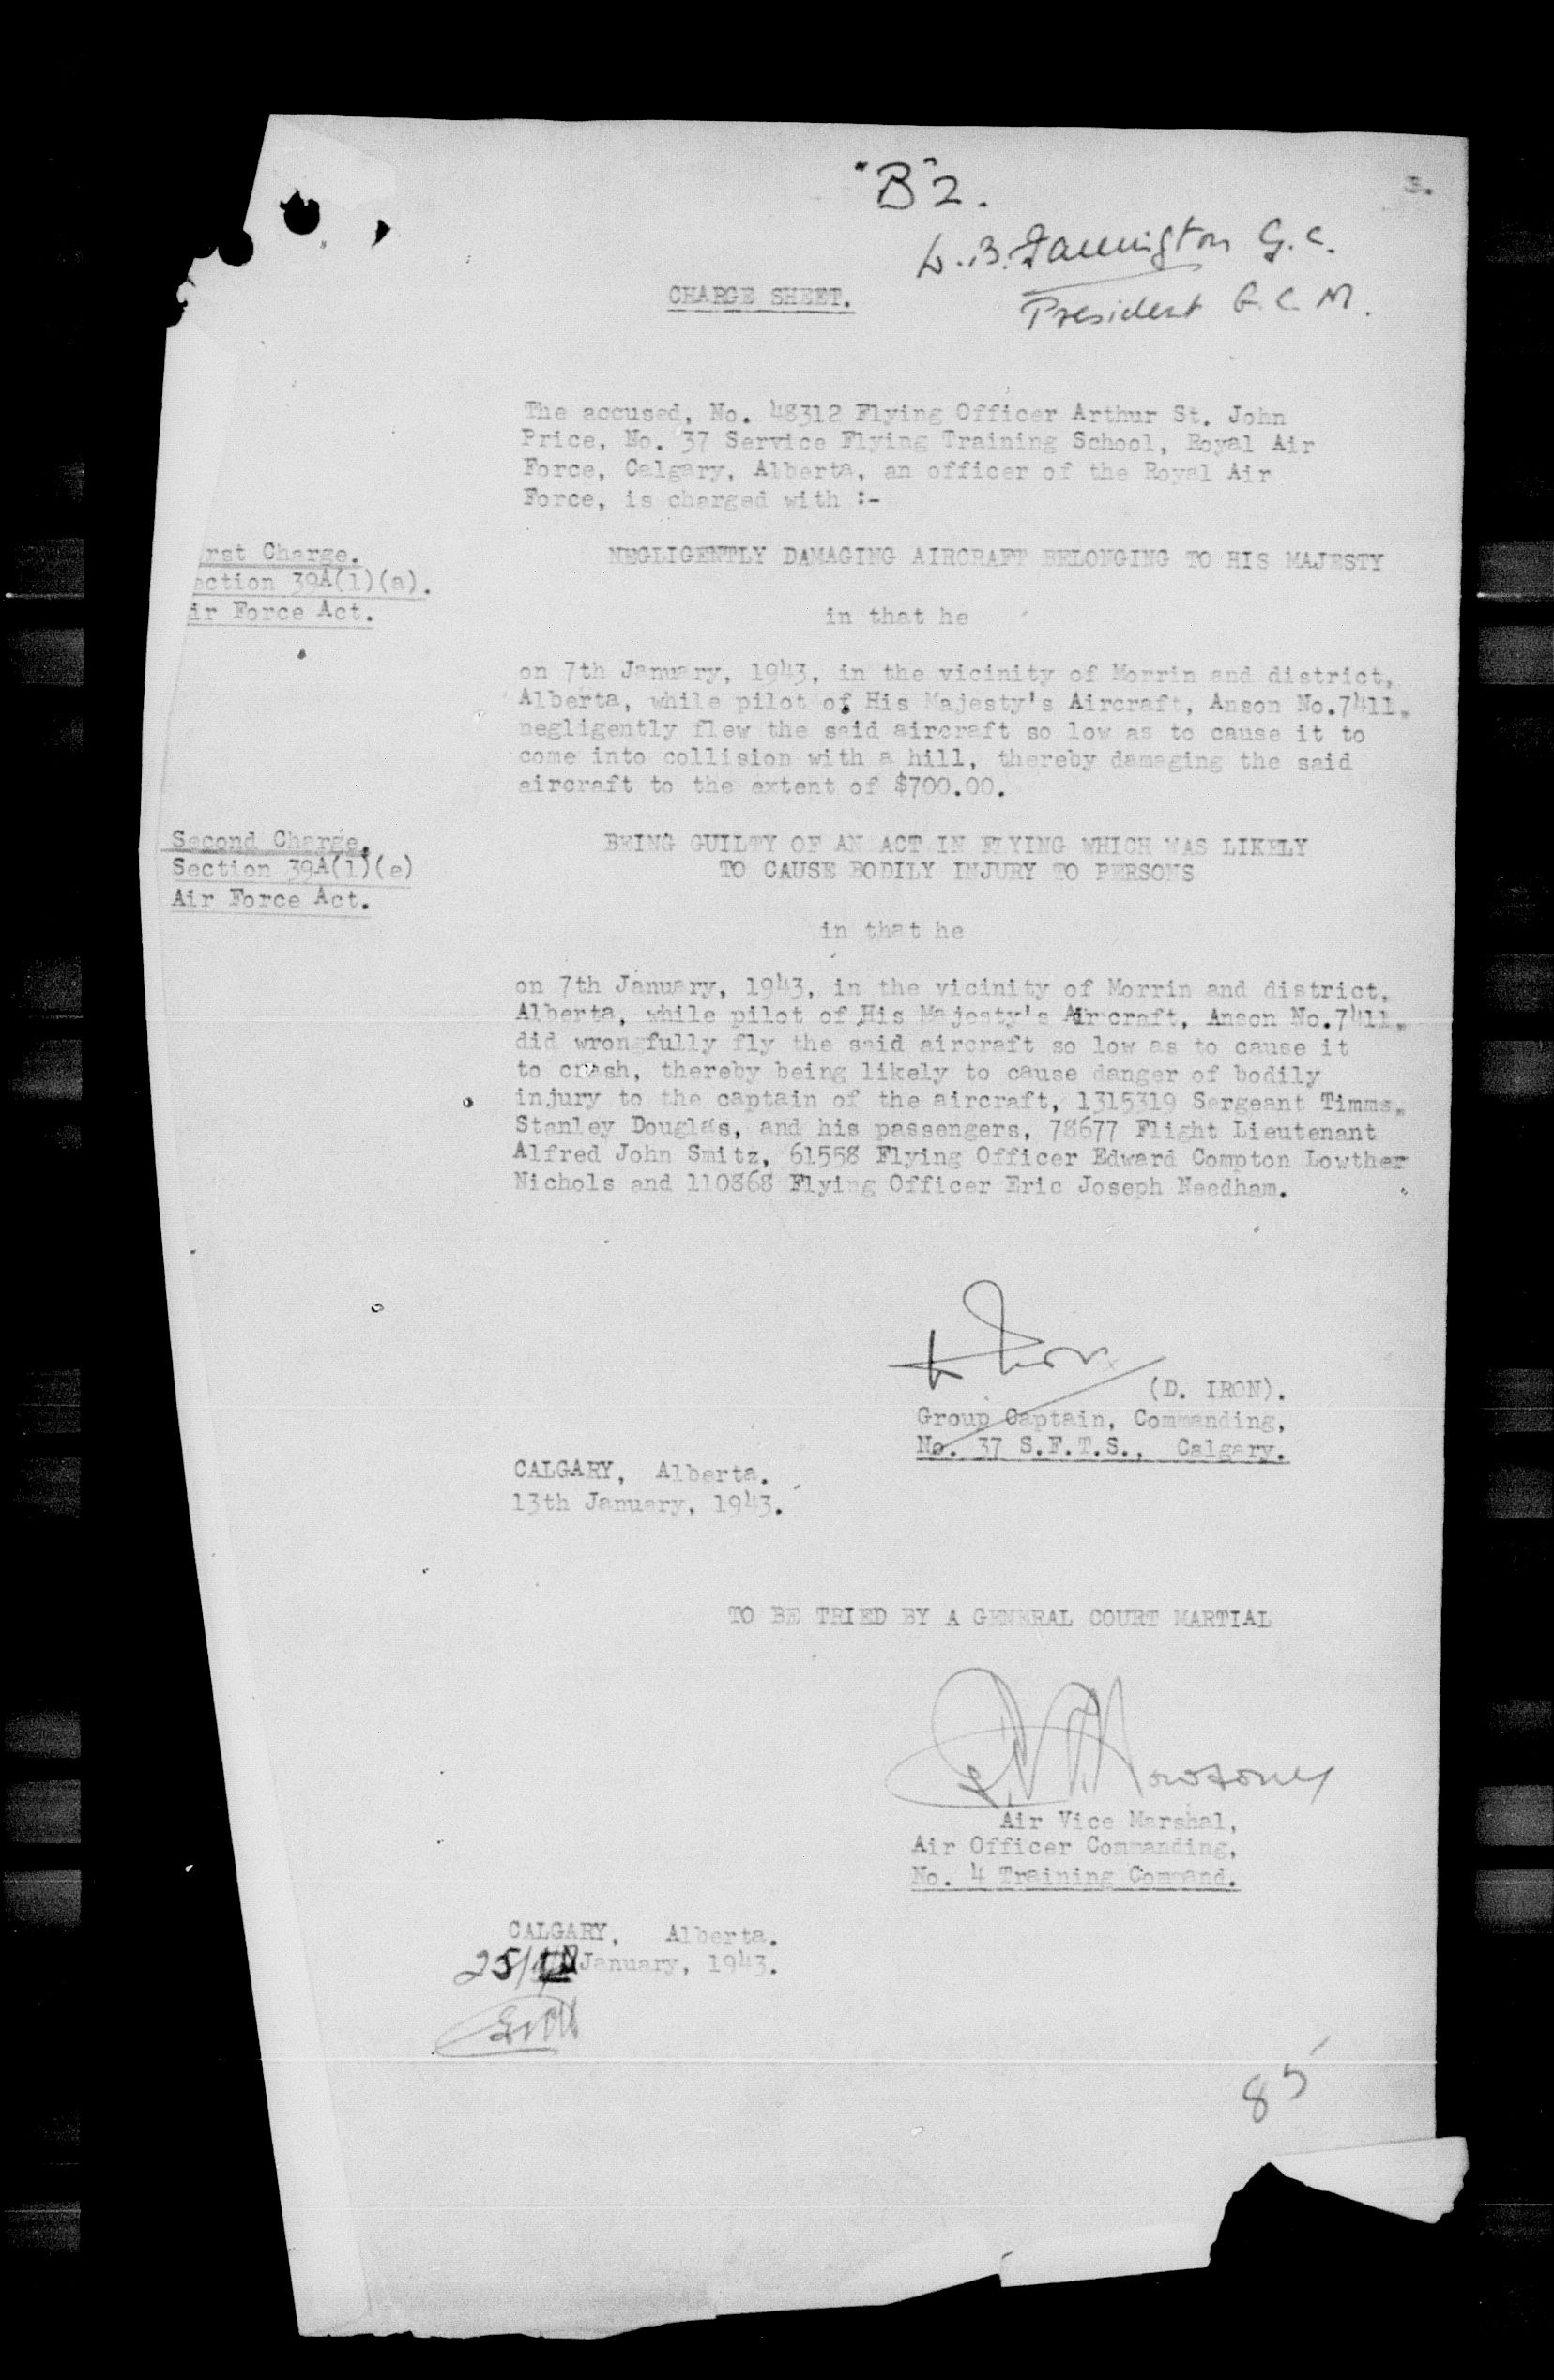 "B" 2.
3.
G.C.
CHARGE SHEET.
President G.C.M.
The accused, No. 48312 Flying Officer Arthur St. John
Price, No. 37 Service Flying Training School, Royal Air
Force, Calgary, Alberta, an officer of the Royal Air
Force, is charged with :-
rst Charge.
ection 39A(1)(a).
ir Force Act.
NEGLIGENTLY DAMAGING AIRCRAFT BELONGING TO HIS MAJESTY
in that he
on 7th January, 1943, in the vicinity of Morrin and district,
Alberta, while pilot of His Majesty's Aircraft, Anson No.7411,
negligently flew the said aircraft so low as to cause it to
come into collision with a hill, thereby damaging the said
aircraft to the extent of $700.00.
Second Charge.
Section 39A(1)(e)
Air Force Act.
BEING GUILTY OF AN ACT IN FLYING WHICH WAS LIKELY
TO CAUSE BODILY INJURY TO PERSONS
in that he
on 7th January, 1943, in the vicinity of Morrin and district,
Alberta, while pilot of His Majesty's Aircraft, Anson No.7411,
did wrongfully fly the said aircraft so low as to cause it
to crash, thereby being likely to cause danger of bodily
injury to the captain of the aircraft, 1315319 Sergeant Timms,
Stanley Douglas, and his passengers, 78677 Flight Lieutenant
Alfred John Smitz, 61558 Flying Officer Edward Compton Lowther
Nichols and 110868 Flying Officer Eric Joseph Needham.
(D. IRON).
Group Captain, Commanding,
No. 37 S.F.T.S., Calgary.
CALGARY, Alberta.
13th January, 1943.
TO BE TRIED BY A GENERAL COURT MARTIAL
Air Vice Marshal,
Air Officer Commanding,
No. 4 Training Command.
CALGARY, Alberta.
January, 1943.
85